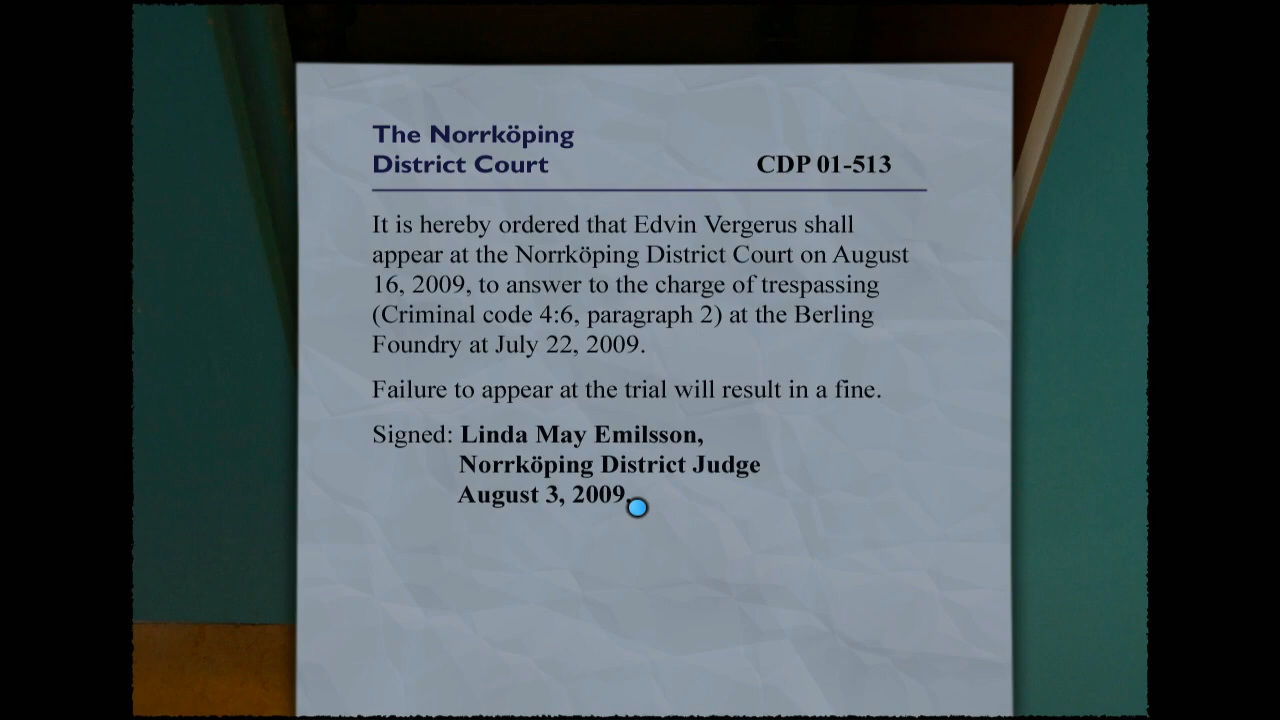 The Norrköping
District Court CDP 01-513
It is hereby ordered that Edvin Vergerus shall
appear at the Norrköping District Court on August
16, 2009, to answer to the charge of trespassing
(Criminal code 4:6, paragraph 2) at the Berling
Foundry at July 22, 2009.
Failure to appear at the trial will result in a fine.
Signed: Linda May Emilsson,
Norrköping District Judge
August 3, 2009.